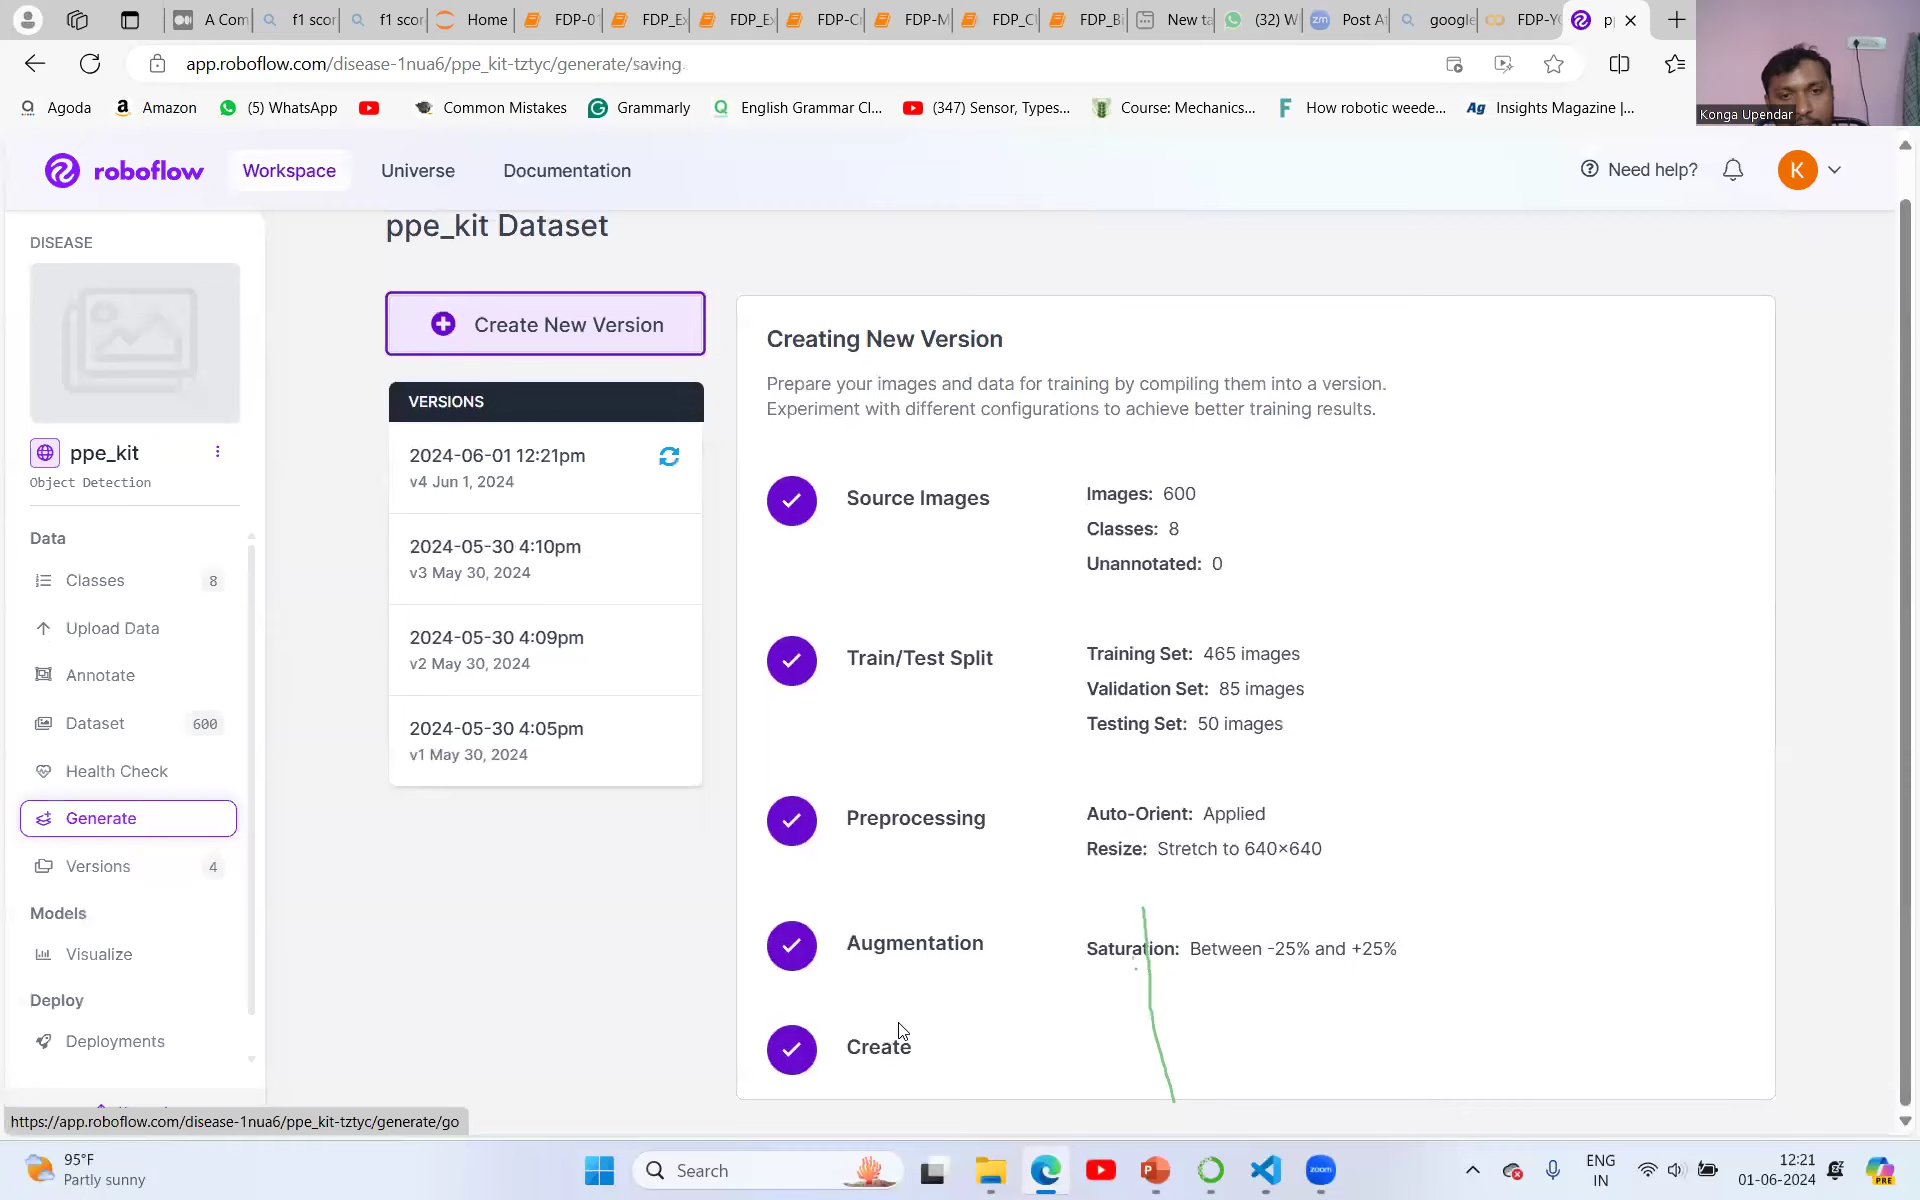 A Com
f1 scor
f1 scor
Home
FDP-01
FDP_Ex
FDP_Ex
FDP-Cr
FDP-M
FDP_Cl
FDP_Bi
New ta
(32) W
Post A
google
FDP-YO
app.roboflow.com/disease-1nua6/ppe_kit-tztyc/generate/saving
Agoda
Amazon
(5) WhatsApp
Common Mistakes
Grammarly
English Grammar Cl...
(347) Sensor, Types...
Course: Mechanics...
How robotic weede...
Insights Magazine |...
Konga Upendar
roboflow
Workspace
Universe
Documentation
Need help?
K
DISEASE
ppe_kit
Object Detection
Data
Classes 8
Upload Data
Annotate
Dataset 600
Health Check
Generate
Versions 4
Models
Visualize
Deploy
Deployments
ppe_kit Dataset
Create New Version
VERSIONS
2024-06-01 12:21pm
v4 Jun 1, 2024
2024-05-30 4:10pm
v3 May 30, 2024
2024-05-30 4:09pm
v2 May 30, 2024
2024-05-30 4:05pm
v1 May 30, 2024
Creating New Version
Prepare your images and data for training by compiling them into a version.
Experiment with different configurations to achieve better training results.
Source Images
Images: 600
Classes: 8
Unannotated: 0
Train/Test Split
Training Set: 465 images
Validation Set: 85 images
Testing Set: 50 images
Preprocessing
Auto-Orient: Applied
Resize: Stretch to 640×640
Augmentation
Saturation: Between -25% and +25%
Create
https://app.roboflow.com/disease-1nua6/ppe_kit-tztyc/generate/go
95°F
Partly sunny
Search
zoom
ENG
IN
12:21
01-06-2024
PRE